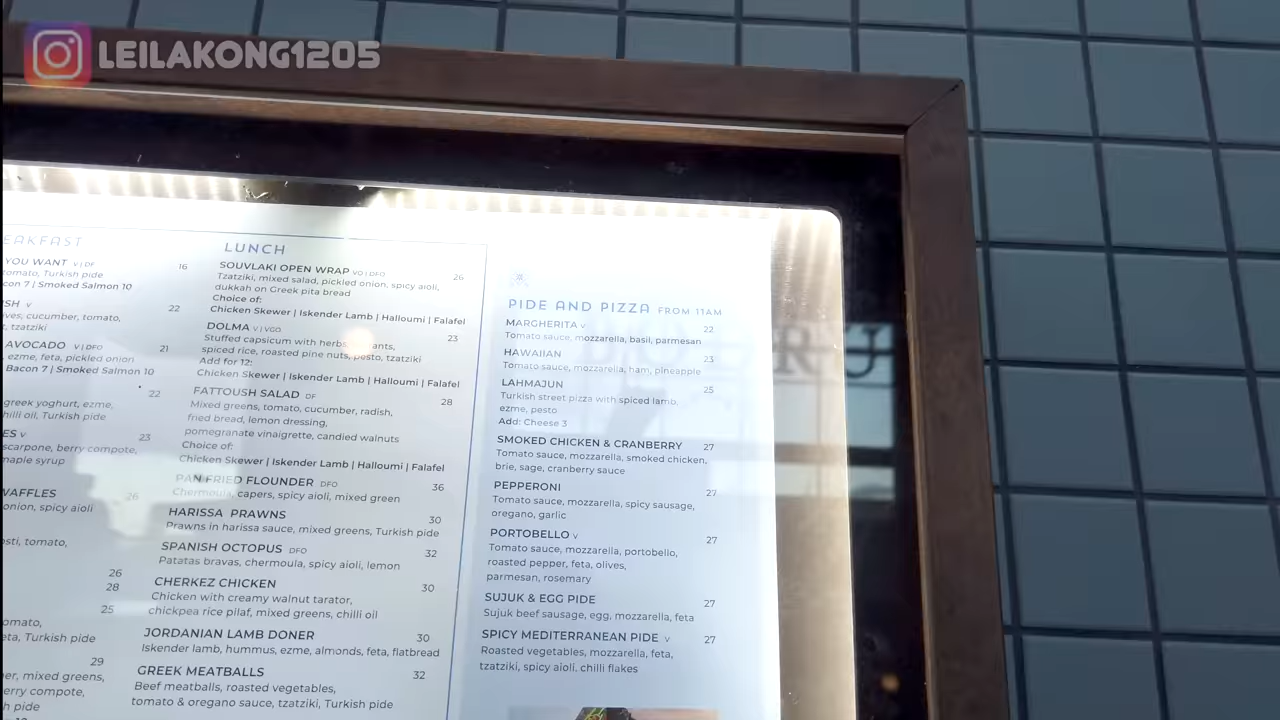 LEILAKONG1205
EAKFAST
YOU WANT V | DF 16
tomato, Turkish pide
con 7 | Smoked Salmon 10
SH V 22
ves, cucumber, tomato,
t, tzatziki
AVOCADO V | DFO 21
, ezme, feta, pickled onion
Bacon 7 | Smoked Salmon 10
22
greek yoghurt, ezme,
hilli oil, Turkish pide
ES V 23
scarpone, berry compote,
maple syrup
WAFFLES 26
onion, spicy aioli
osti, tomato,
26
28
25
omato,
eta, Turkish pide
29
er, mixed greens,
erry compote,
h pide
LUNCH
SOUVLAKI OPEN WRAP VO | DFO 26
Tzatziki, mixed salad, pickled onion, spicy aioli,
dukkah on Greek pita bread
Choice of:
Chicken Skewer | Iskender Lamb | Halloumi | Falafel
DOLMA V | VGO 23
Stuffed capsicum with herbs, ants,
spiced rice, roasted pine nuts, pesto, tzatziki
Add for 12:
Chicken Skewer | Iskender Lamb | Halloumi | Falafel
FATTOUSH SALAD DF 28
Mixed greens, tomato, cucumber, radish,
fried bread, lemon dressing,
pomegranate vinaigrette, candied walnuts
Choice of:
Chicken Skewer | Iskender Lamb | Halloumi | Falafel
PAN FRIED FLOUNDER DFO 36
Chermoula, capers, spicy aioli, mixed green
HARISSA PRAWNS 30
Prawns in harissa sauce, mixed greens, Turkish pide
SPANISH OCTOPUS DFO 32
Patatas bravas, chermoula, spicy aioli, lemon
CHERKEZ CHICKEN 30
Chicken with creamy walnut tarator,
chickpea rice pilaf, mixed greens, chilli oil
JORDANIAN LAMB DONER 30
Iskender lamb, hummus, ezme, almonds, feta, flatbread
GREEK MEATBALLS 32
Beef meatballs, roasted vegetables,
tomato & oregano sauce, tzatziki, Turkish pide
PIDE AND PIZZA FROM 11AM
MARGHERITA V 22
Tomato sauce, mozzarella, basil, parmesan
HAWAIIAN 23
Tomato sauce, mozzarella, ham, pineapple
LAHMAJUN 25
Turkish street pizza with spiced lamb,
ezme, pesto
Add: Cheese 3
SMOKED CHICKEN & CRANBERRY 27
Tomato sauce, mozzarella, smoked chicken,
brie, sage, cranberry sauce
PEPPERONI 27
Tomato sauce, mozzarella, spicy sausage,
oregano, garlic
PORTOBELLO V 27
Tomato sauce, mozzarella, portobello,
roasted pepper, feta, olives,
parmesan, rosemary
SUJUK & EGG PIDE 27
Sujuk beef sausage, egg, mozzarella, feta
SPICY MEDITERRANEAN PIDE V 27
Roasted vegetables, mozzarella, feta,
tzatziki, spicy aioli, chilli flakes